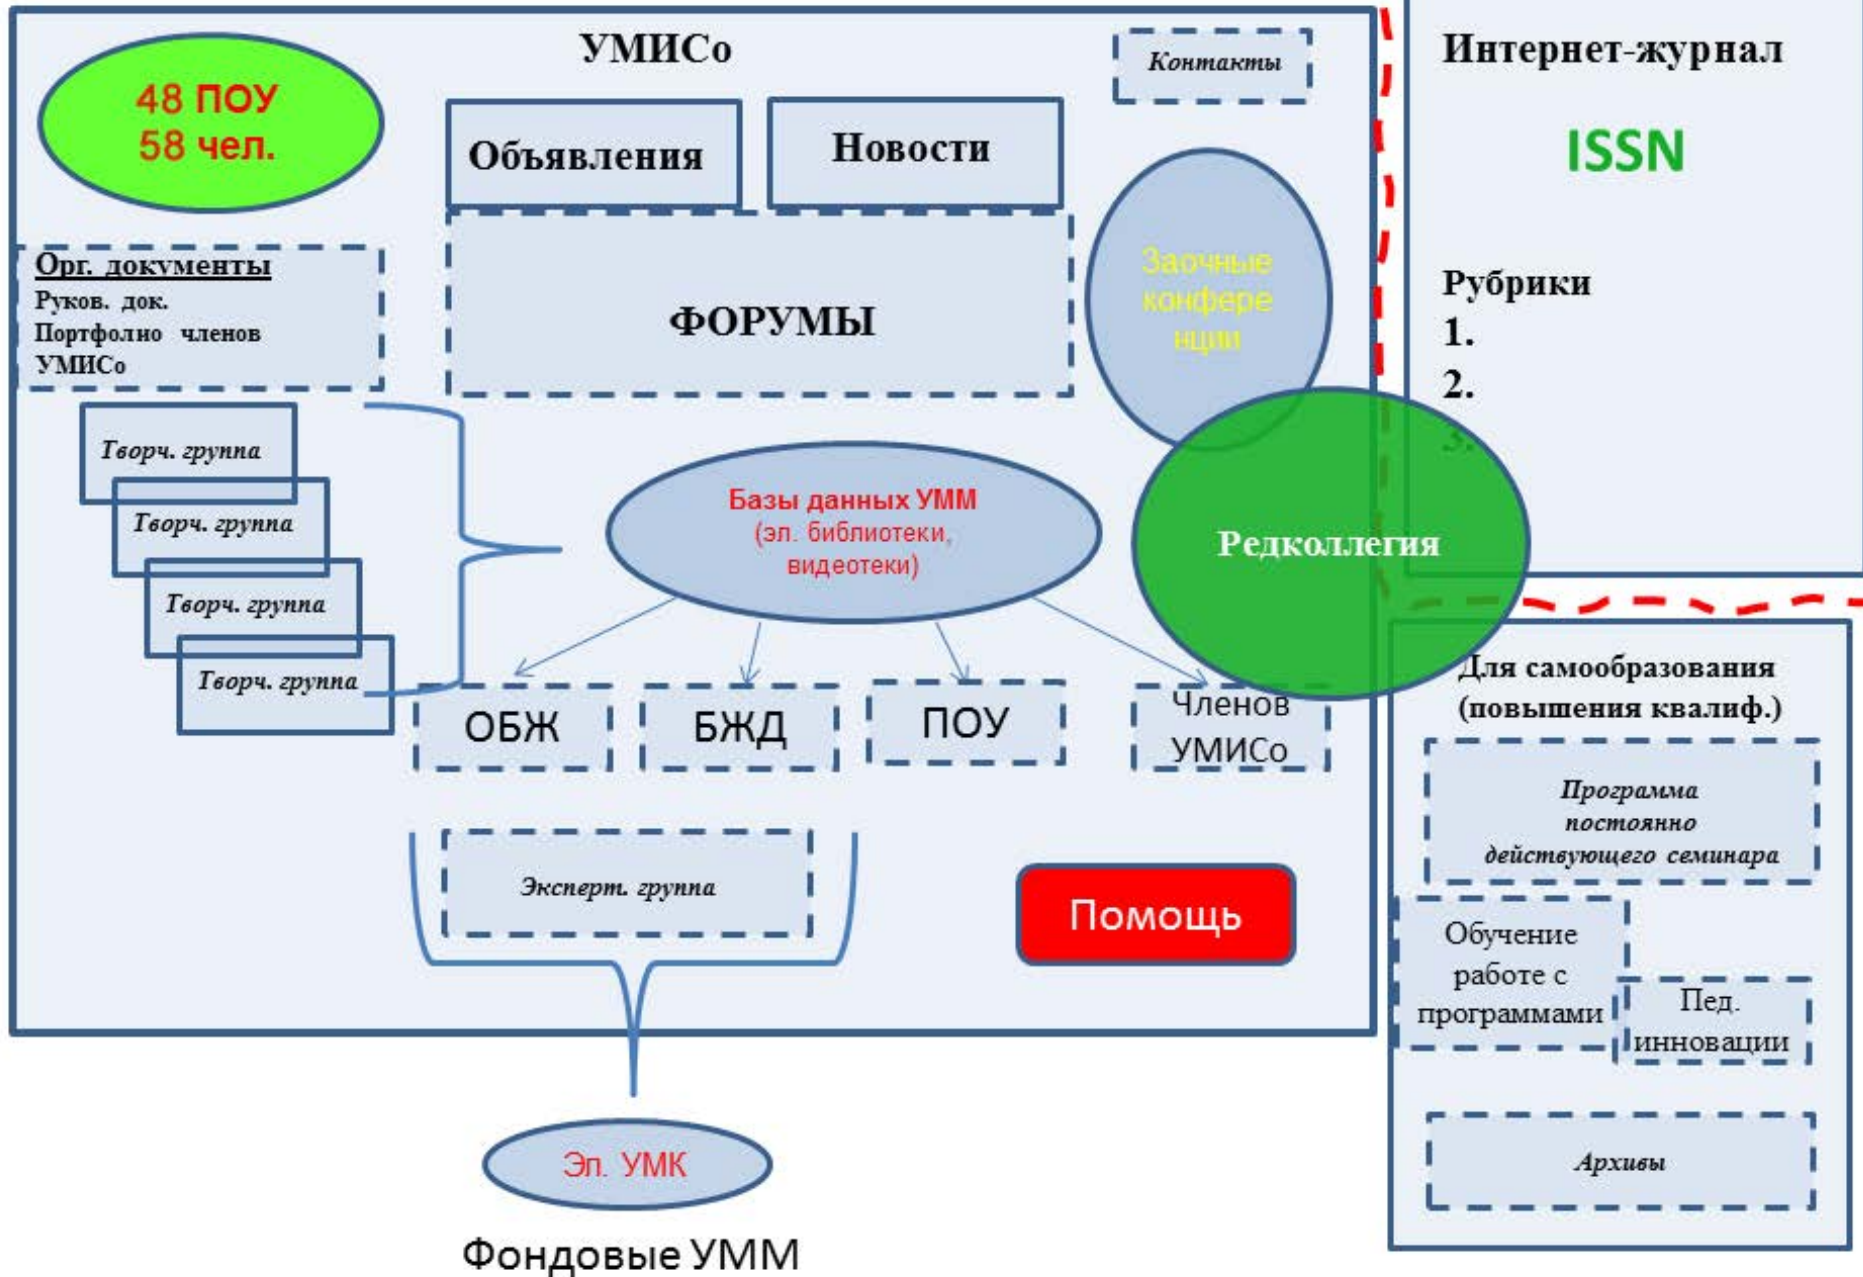 УМИСо
Контакты
48 ПОУ
58 чел.
Объявления
Новости
Орг. документы
Руков. док.
Портфолио членов
УМИСо
ФОРУМЫ
Заочные
конфере
нции
Творч. группа
Творч. группа
Творч. группа
Творч. группа
Базы данных УММ
(эл. библиотеки,
видеотеки)
Редколлегия
ОБЖ
БЖД
ПОУ
Членов
УМИСо
Эксперт. группа
Помощь
Эл. УМК
Фондовые УММ
Интернет-журнал
ISSN
Рубрики
1.
2.
3.
Для самообразования
(повышения квалиф.)
Программа
постоянно
действующего семинара
Обучение
работе с
программами
Пед.
инновации
Архивы